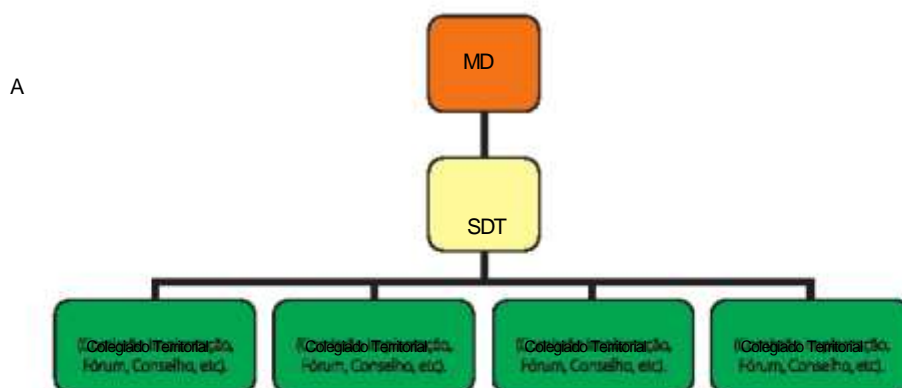 MD
A
SDT
Colegiado Territorial
Fórum, Conselho, etc).
Colegiado Territorial
Fórum, Conselho, etc).
Colegiado Territorial
Fórum, Conselho, etc).
Colegiado Territorial
Fórum, Conselho, etc).